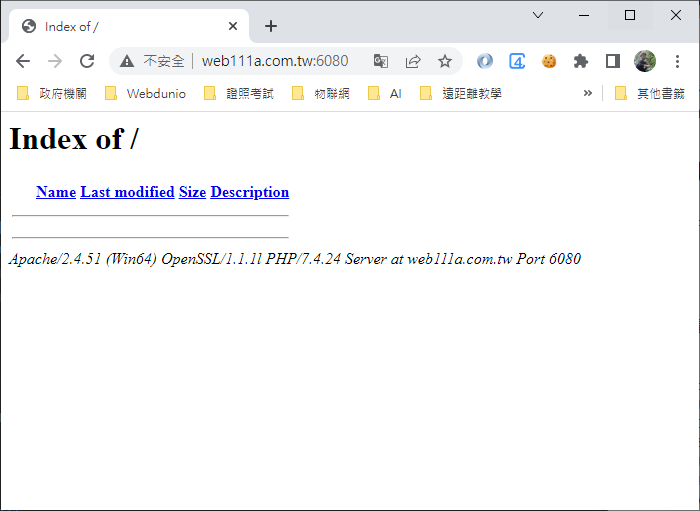 Index of /
不安全 web111a.com.tw:6080
政府機關 Webdunio 證照考試 物聯網 AI 遠距離教學 » 其他書籤
Index of /
Name Last modified Size Description
Apache/2.4.51 (Win64) OpenSSL/1.1.1l PHP/7.4.24 Server at web111a.com.tw Port 6080